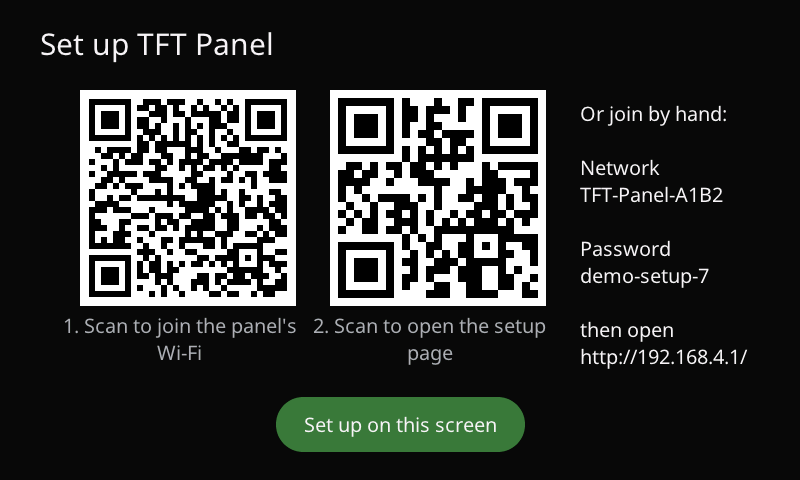 Set up TFT Panel
1. Scan to join the panel's
Wi-Fi
2. Scan to open the setup
page
Or join by hand:
Network
TFT-Panel-A1B2
Password
demo-setup-7
then open
http://192.168.4.1/
Set up on this screen